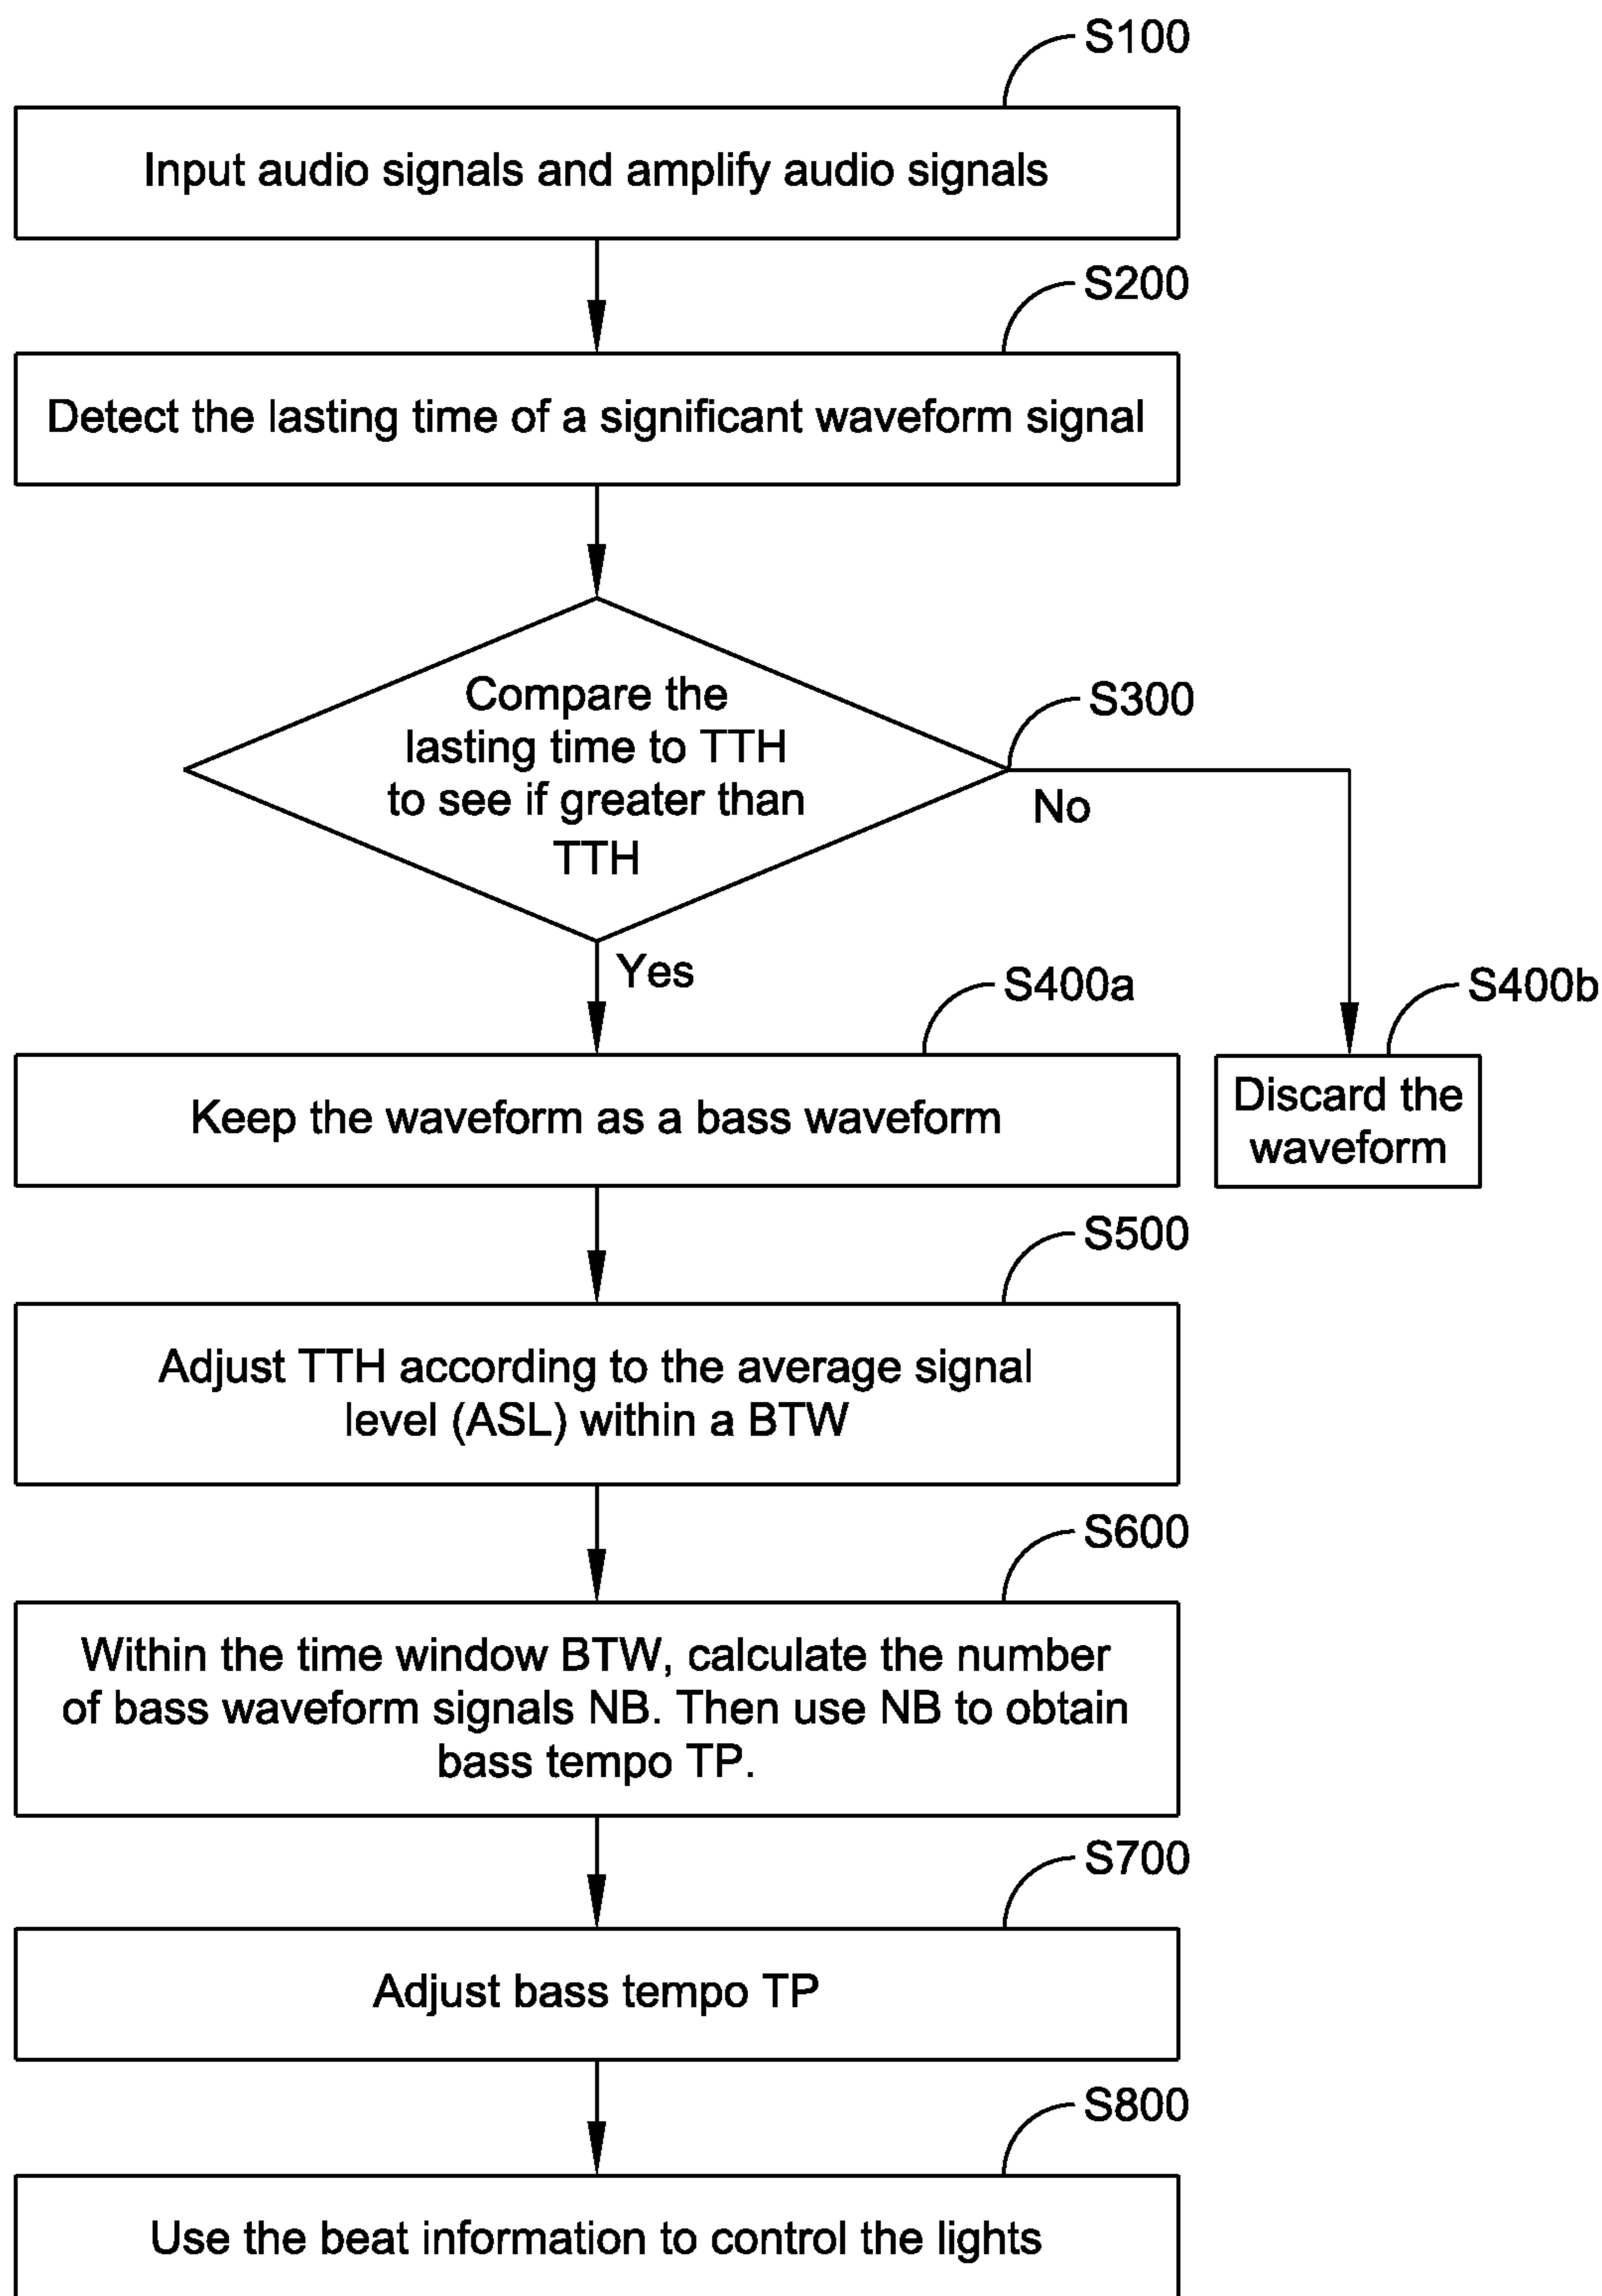 S100
Input audio signals and amplify audio signals
S200
Detect the lasting time of a significant waveform signal
Compare the
lasting time to TTH
to see if greater than
TTH
S300
No
Yes
S400a
S400b
Keep the waveform as a bass waveform
Discard the
waveform
S500
Adjust TTH according to the average signal
level (ASL) within a BTW
S600
Within the time window BTW, calculate the number
of bass waveform signals NB. Then use NB to obtain
bass tempo TP.
S700
Adjust bass tempo TP
S800
Use the beat information to control the lights